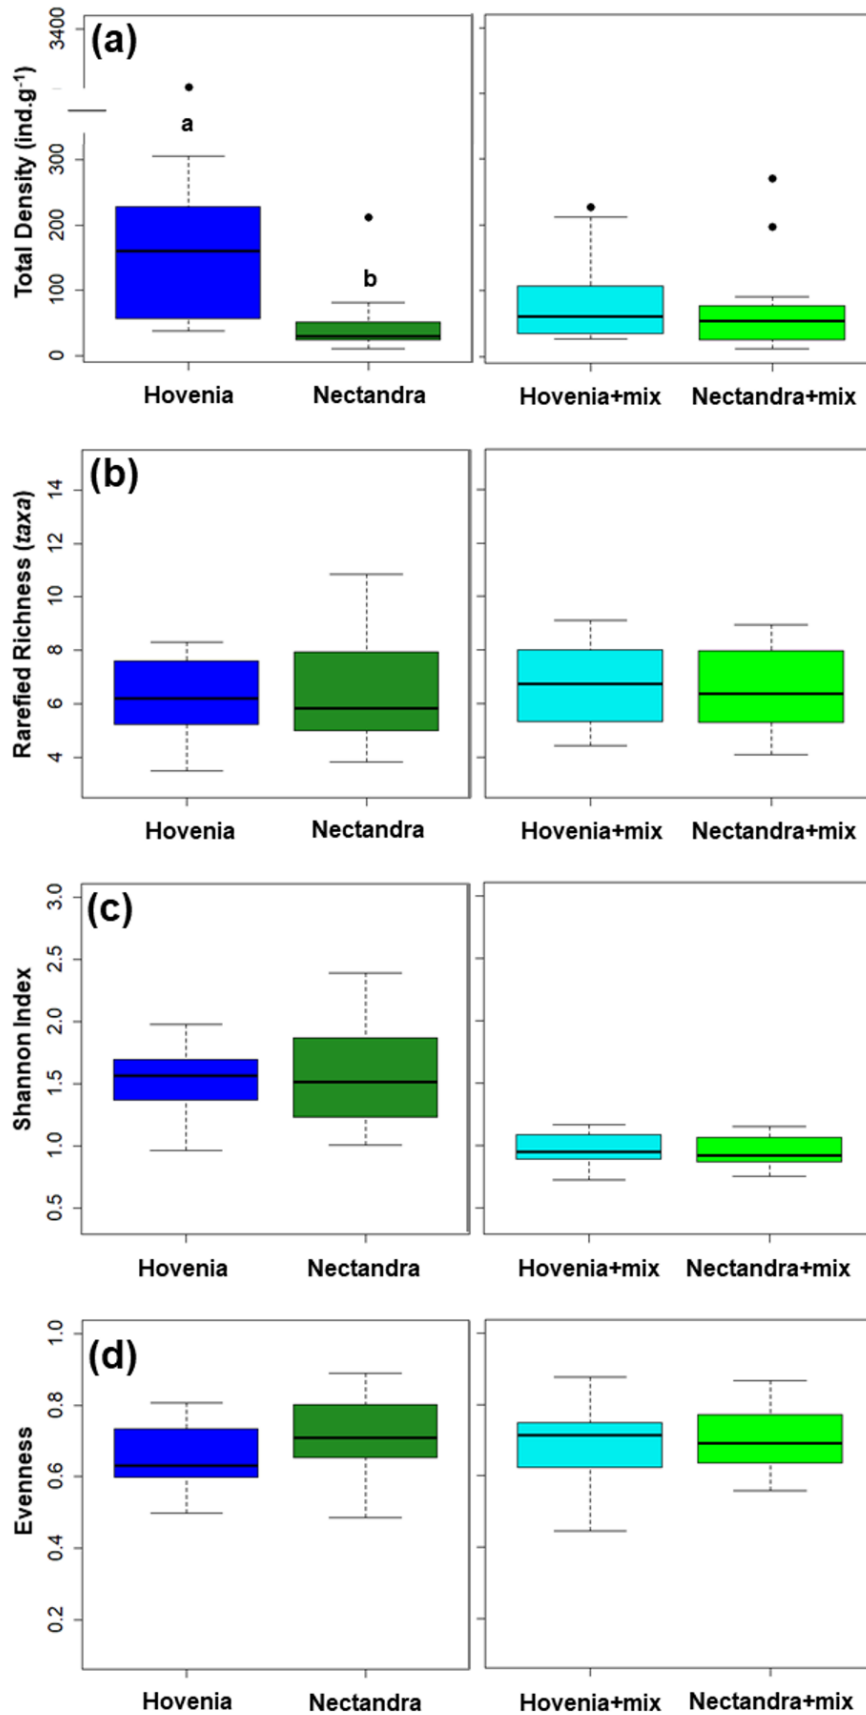 (a)
Total Density (ind.g⁻¹)
3400
300
200
100
0
a
b
Hovenia Nectandra Hovenia+mix Nectandra+mix
(b)
Rarefied Richness (taxa)
14
12
10
8
6
4
Hovenia Nectandra Hovenia+mix Nectandra+mix
(c)
Shannon Index
3.0
2.5
2.0
1.5
1.0
0.5
Hovenia Nectandra Hovenia+mix Nectandra+mix
(d)
Evenness
1.0
0.8
0.6
0.4
0.2
Hovenia Nectandra Hovenia+mix Nectandra+mix